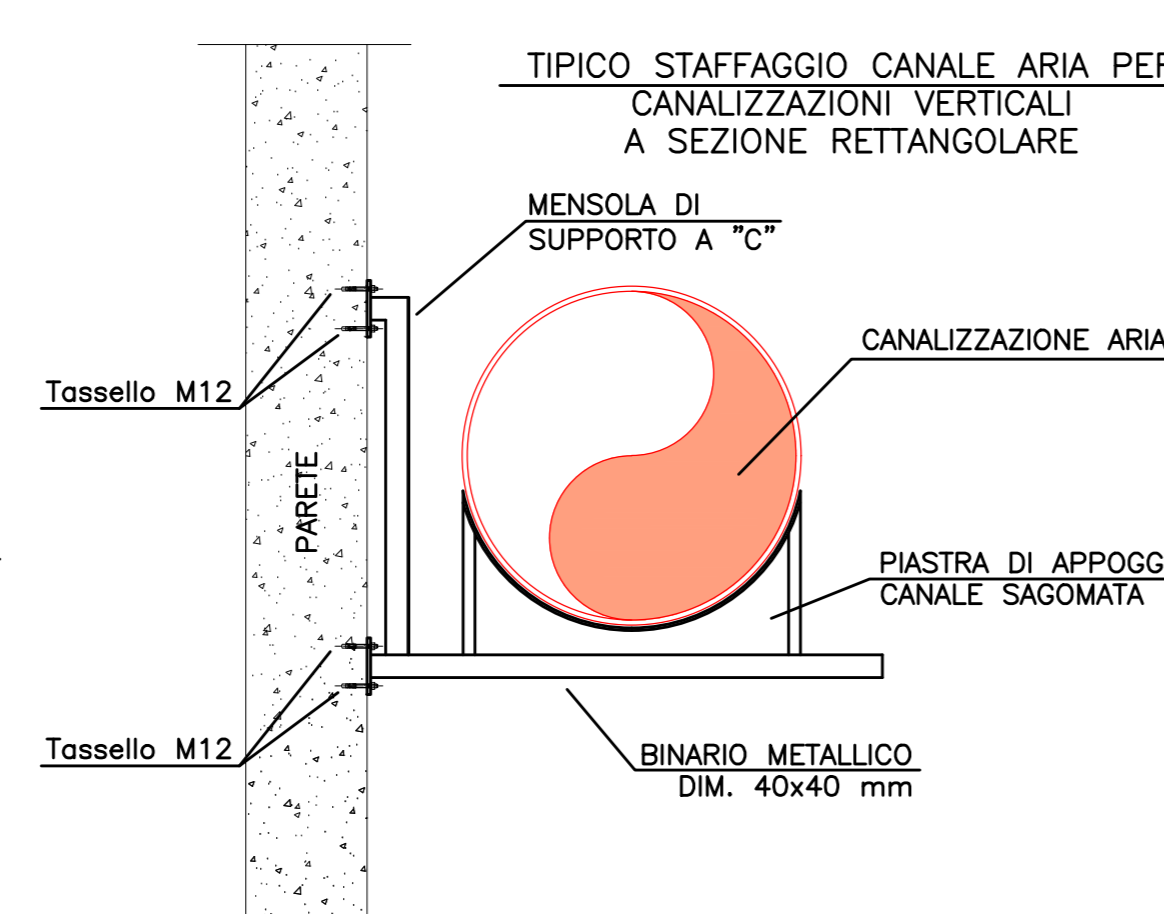 TIPICO STAFFAGGIO CANALE ARIA PER
CANALIZZAZIONI VERTICALI
A SEZIONE RETTANGOLARE
MENSOLA DI
SUPPORTO A "C"
CANALIZZAZIONE ARIA
Tassello M12
PARETE
PIASTRA DI APPOGG
CANALE SAGOMATA
Tassello M12
BINARIO METALLICO
DIM. 40x40 mm